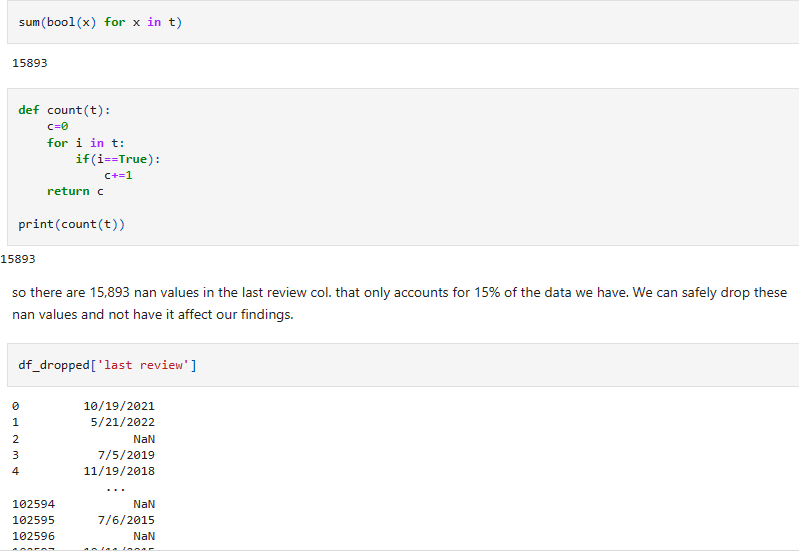 sum(bool(x) for x in t)
15893
def count(t):
    c=0
    for i in t:
        if(i==True):
            c+=1
    return c
print(count(t))
15893
so there are 15,893 nan values in the last review col. that only accounts for 15% of the data we have. We can safely drop these
nan values and not have it affect our findings.
df_dropped['last review']
0         10/19/2021
1          5/21/2022
2                NaN
3           7/5/2019
4         11/19/2018
...
102594           NaN
102595      7/6/2015
102596           NaN